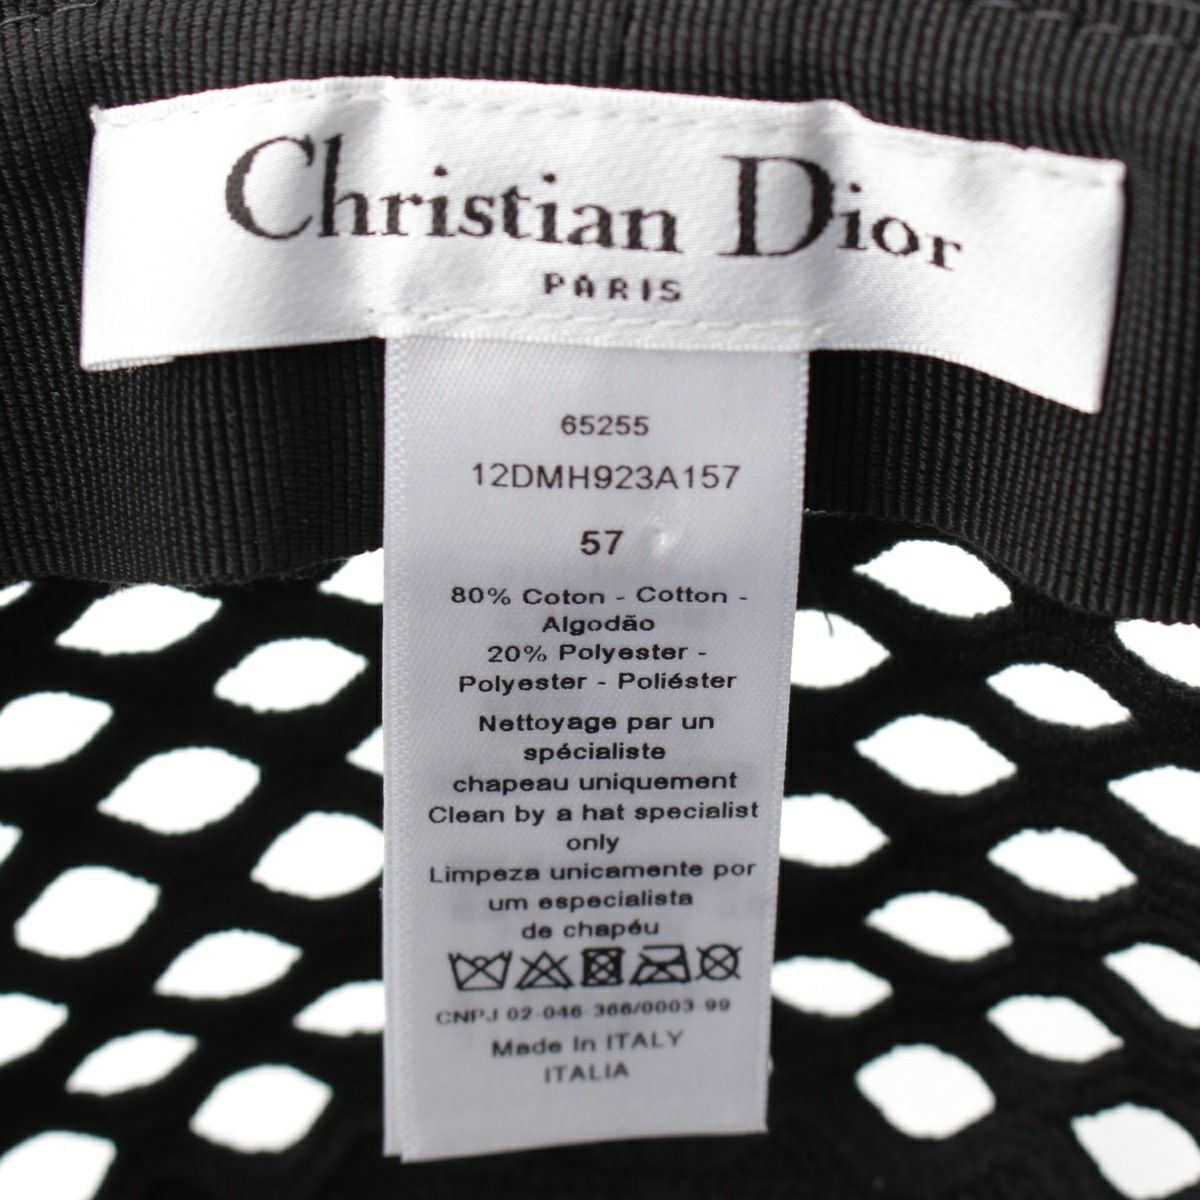 Christian Dior
PARIS
65255
12DMH923A157
57
80% Coton - Cotton -
Algodão
20% Polyester -
Polyester - Poliéster
Nettoyage par un
spécialiste
chapeau uniquement
Clean by a hat specialist
only
Limpeza unicamente por
um especialista
de chapéu
CNPJ 02-046-366/0003-99
Made In ITALY
ITALIA